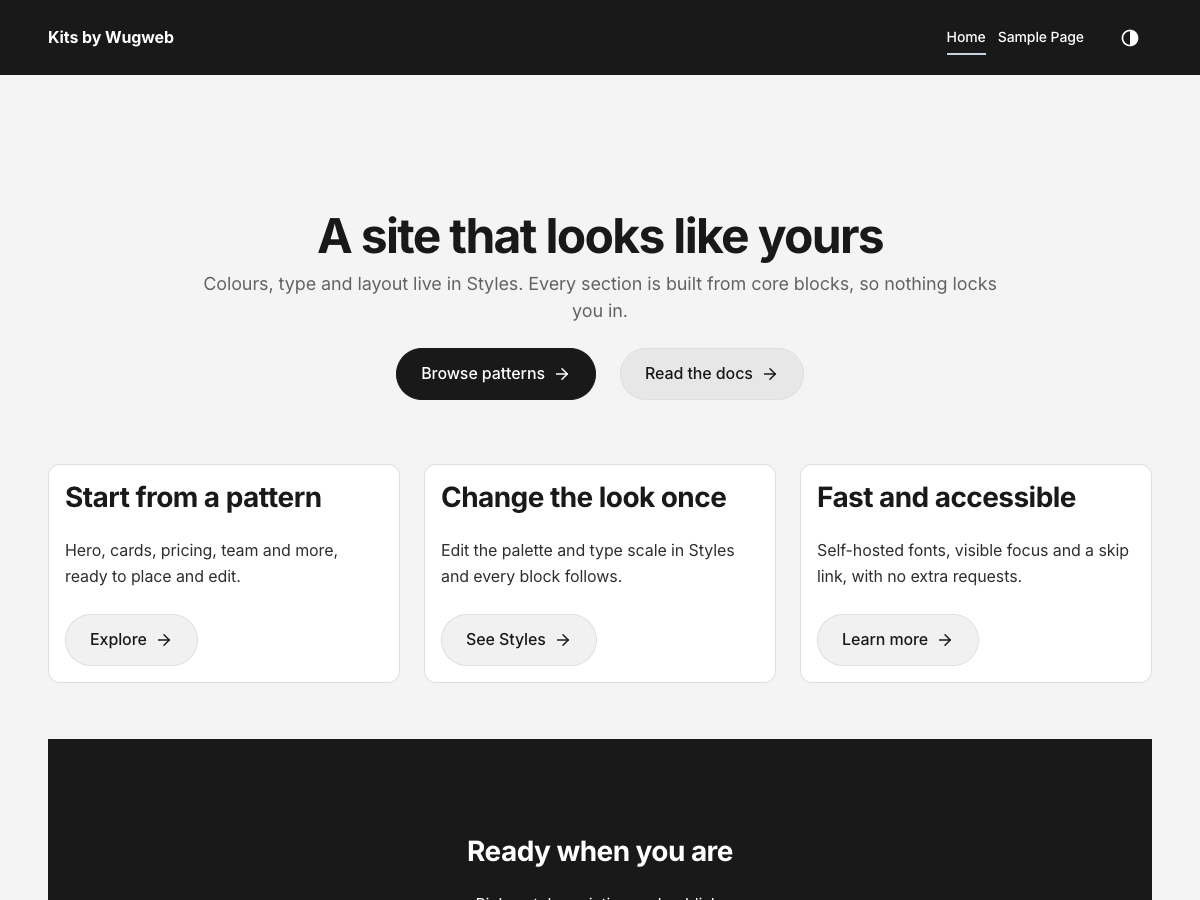 Kits by Wugweb
Home
Sample Page
A site that looks like yours
Colours, type and layout live in Styles. Every section is built from core blocks, so nothing locks
you in.
Browse patterns →
Read the docs →
Start from a pattern
Hero, cards, pricing, team and more,
ready to place and edit.
Explore →
Change the look once
Edit the palette and type scale in Styles
and every block follows.
See Styles →
Fast and accessible
Self-hosted fonts, visible focus and a skip
link, with no extra requests.
Learn more →
Ready when you are